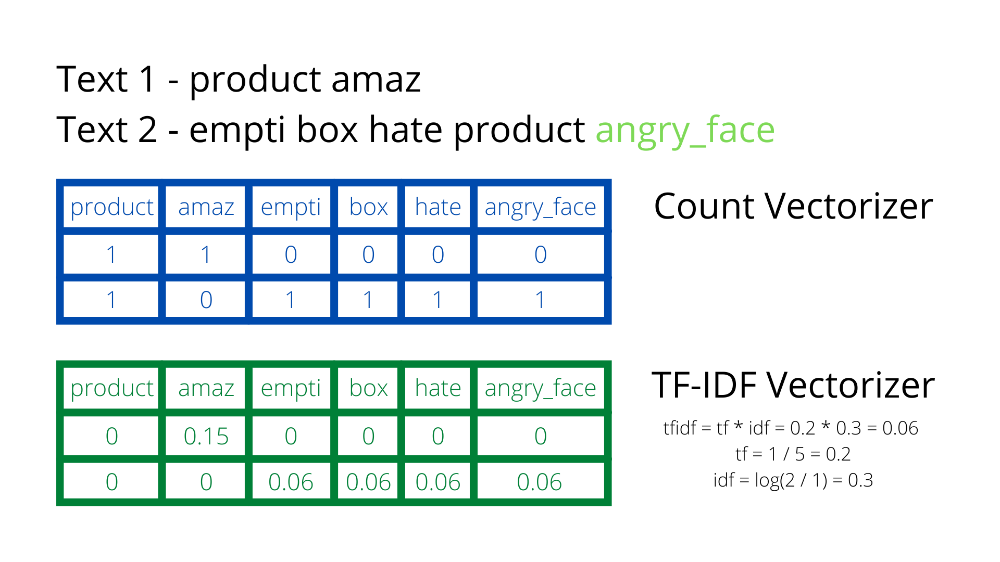 Text 1 - product amaz
Text 2 - empti box hate product angry_face
product amaz empti box hate angry_face
1 1 0 0 0 0
1 0 1 1 1 1
Count Vectorizer
product amaz empti box hate angry_face
0 0.15 0 0 0 0
0 0 0.06 0.06 0.06 0.06
TF-IDF Vectorizer
tfidf = tf * idf = 0.2 * 0.3 = 0.06
tf = 1 / 5 = 0.2
idf = log(2 / 1) = 0.3